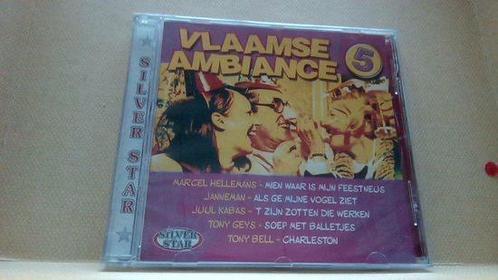 VLAAMSE
AMBIANCE 5
SILVER STAR
MARCEL HELLEMANS - MIEN WAAR IS MIJN FEESTNEUS
JANNEMAN - ALS GE MIJNE VOGEL ZIET
JUUL KABAS - 'T ZIJN ZOTTEN DIE WERKEN
TONY GEYS - SOEP MET BALLETJES
TONY BELL - CHARLESTON
SILVER
STAR